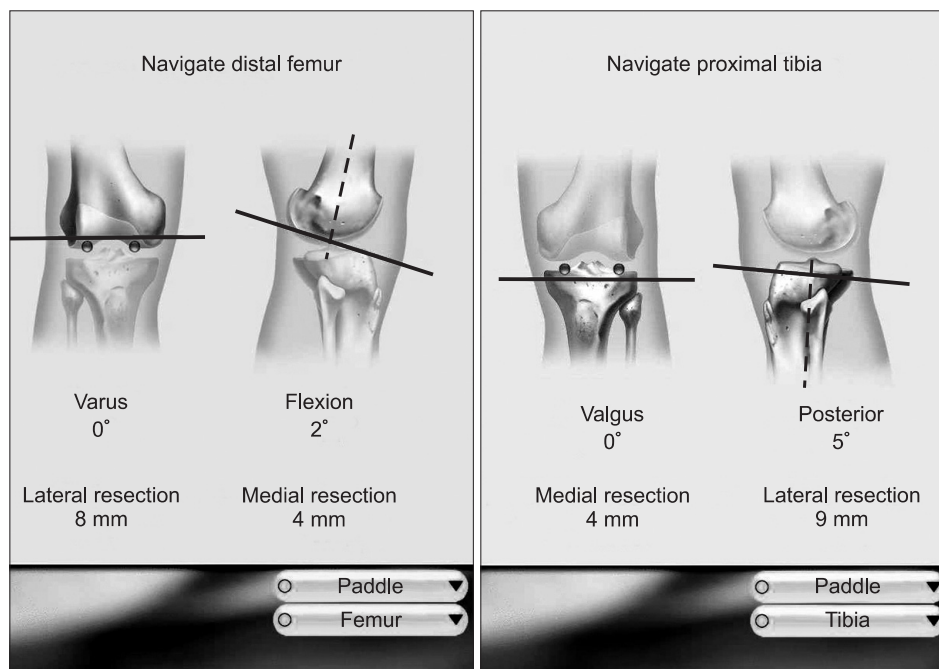 Navigate distal femur
Varus
0°
Flexion
2°
Lateral resection
8 mm
Medial resection
4 mm
Paddle
Femur
Navigate proximal tibia
Valgus
0°
Posterior
5°
Medial resection
4 mm
Lateral resection
9 mm
Paddle
Tibia